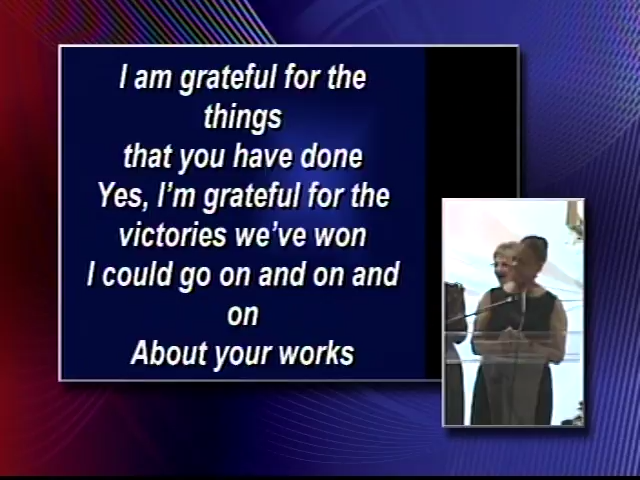 I am grateful for the
things
that you have done
Yes, I’m grateful for the
victories we’ve won
I could go on and on and
on
About your works